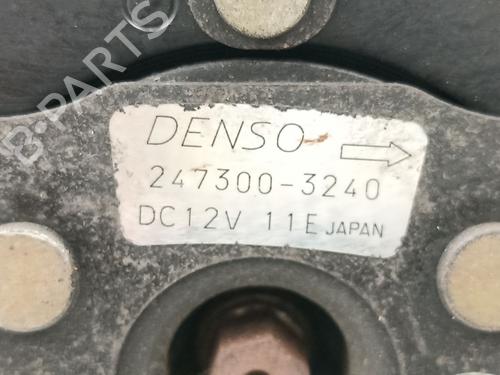 B-PARTS
DENSO
247300-3240
DC12V 11E JAPAN